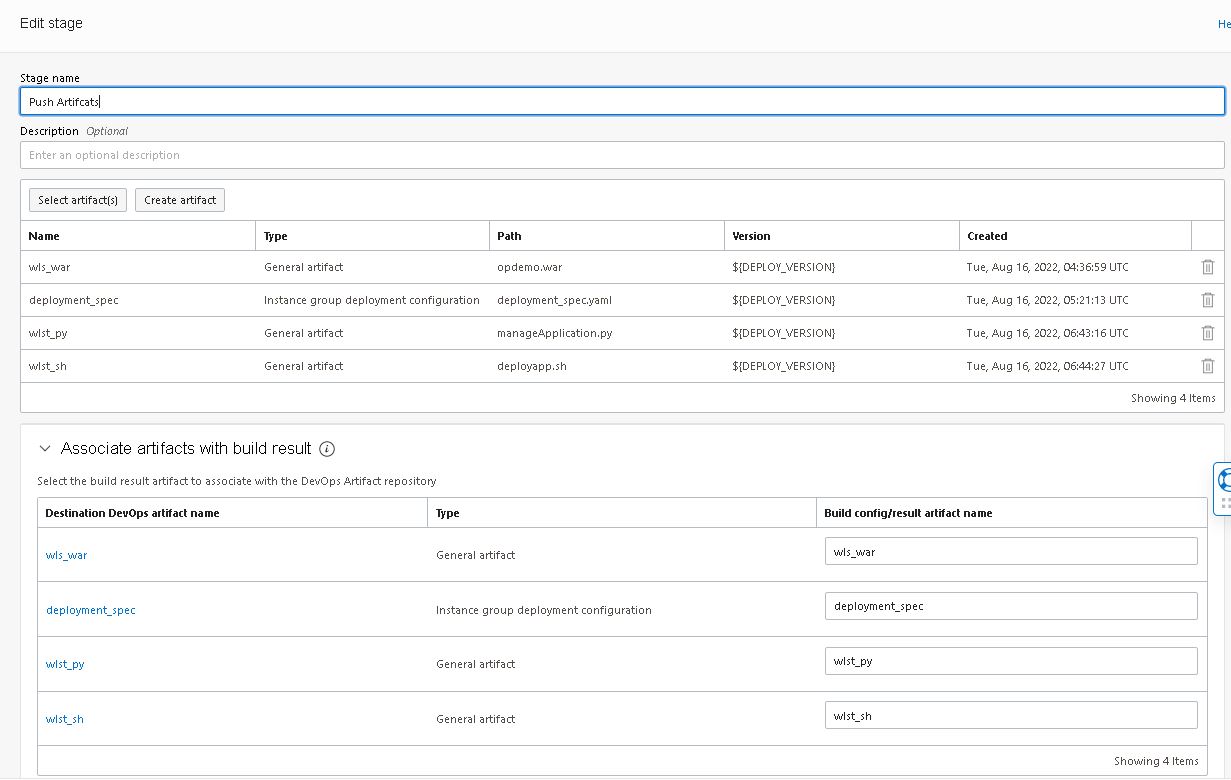 Edit stage
He
Stage name
Push Artifcats
Description Optional
Enter an optional description
Select artifact(s) Create artifact
Name Type Path Version Created
wls_war General artifact opdemo.war ${DEPLOY_VERSION} Tue, Aug 16, 2022, 04:36:59 UTC
deployment_spec Instance group deployment configuration deployment_spec.yaml ${DEPLOY_VERSION} Tue, Aug 16, 2022, 05:21:13 UTC
wlst_py General artifact manageApplication.py ${DEPLOY_VERSION} Tue, Aug 16, 2022, 06:43:16 UTC
wlst_sh General artifact deployapp.sh ${DEPLOY_VERSION} Tue, Aug 16, 2022, 06:44:27 UTC
Showing 4 Items
Associate artifacts with build result
Select the build result artifact to associate with the DevOps Artifact repository
Destination DevOps artifact name Type Build config/result artifact name
wls_war General artifact wls_war
deployment_spec Instance group deployment configuration deployment_spec
wlst_py General artifact wlst_py
wlst_sh General artifact wlst_sh
Showing 4 Items